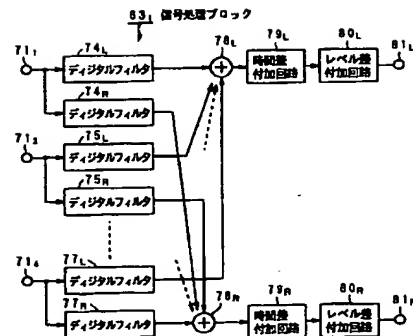 83₁ 信号処理ブロック
71₁
74L
ディジタルフィルタ
74R
ディジタルフィルタ
71₂
75L
ディジタルフィルタ
75R
ディジタルフィルタ
71₄
77L
ディジタルフィルタ
77R
ディジタルフィルタ
78L
79L
時間差
付加回路
80L
レベル差
付加回路
81L
78R
79R
時間差
付加回路
80R
レベル差
付加回路
81R